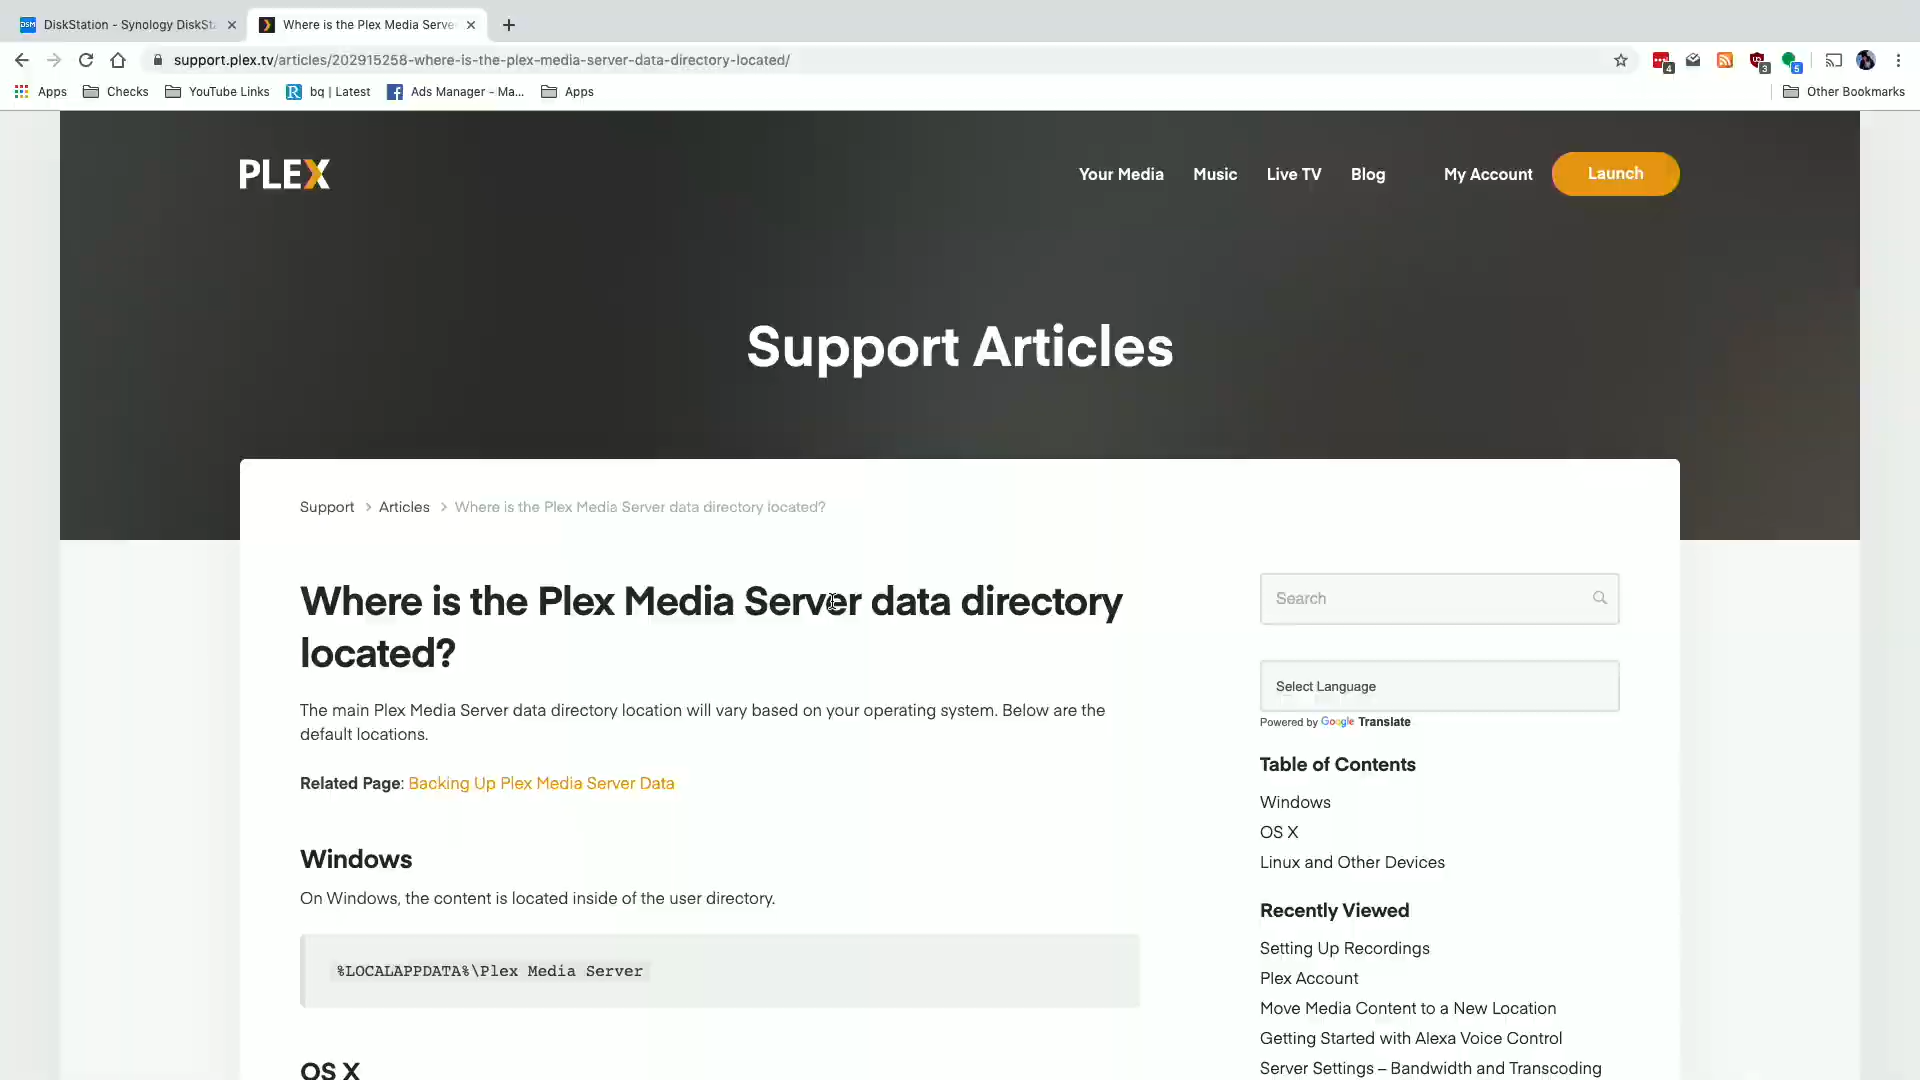 DSM DiskStation - Synology DiskSt
Where is the Plex Media Serve
support.plex.tv/articles/202915258-where-is-the-plex-media-server-data-directory-located/
4
3
5
Apps Checks YouTube Links R bq | Latest Ads Manager - Ma... Apps Other Bookmarks
PLEX
Your Media Music Live TV Blog My Account Launch
Support Articles
Support > Articles > Where is the Plex Media Server data directory located?
Where is the Plex Media Server data directory
located?
The main Plex Media Server data directory location will vary based on your operating system. Below are the
default locations.
Related Page: Backing Up Plex Media Server Data
Windows
On Windows, the content is located inside of the user directory.
%LOCALAPPDATA%\Plex Media Server
OS X
Search
Select Language
Powered by Google Translate
Table of Contents
Windows
OS X
Linux and Other Devices
Recently Viewed
Setting Up Recordings
Plex Account
Move Media Content to a New Location
Getting Started with Alexa Voice Control
Server Settings – Bandwidth and Transcoding